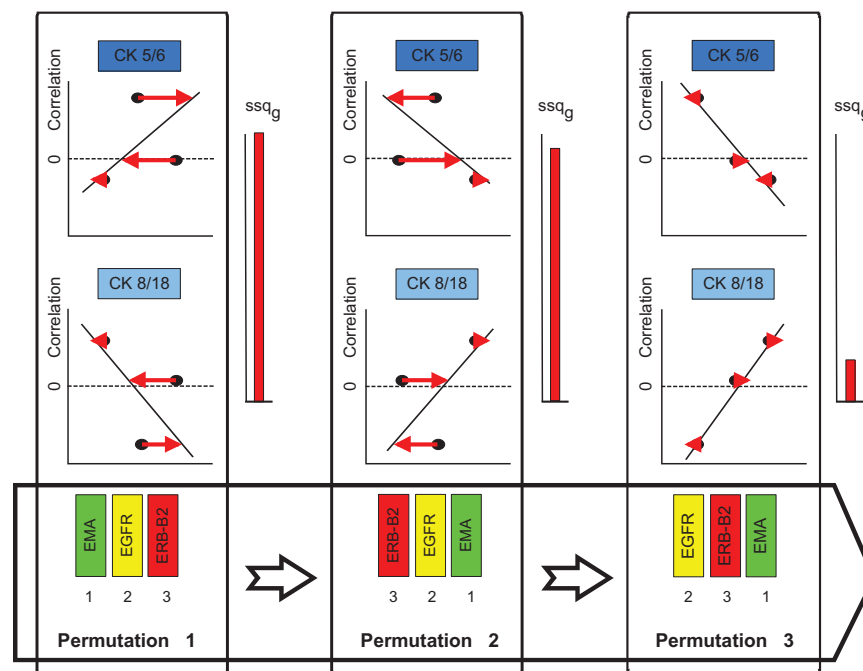 CK 5/6
Correlation
0
ssqg
CK 8/18
Correlation
0
EMA
EGFR
ERB-B2
1 2 3
Permutation 1
CK 5/6
Correlation
0
ssqg
CK 8/18
Correlation
0
ERB-B2
EGFR
EMA
3 2 1
Permutation 2
CK 5/6
Correlation
0
ssqg
CK 8/18
Correlation
0
EGFR
ERB-B2
EMA
2 3 1
Permutation 3